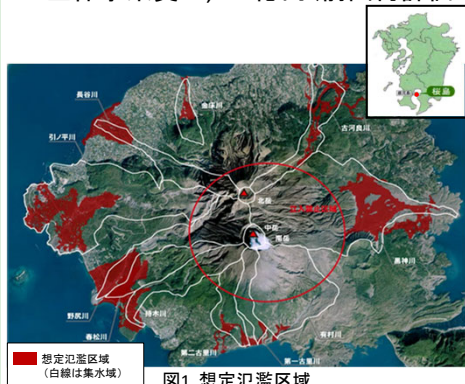 桜島
長谷川
金床川
引ノ平川
古河良川
北岳
中岳
南岳
黒神川
野尻川
持木川
春松川
第二古里川
有村川
第一古里川
想定氾濫区域
（白線は集水域）
図1 想定氾濫区域